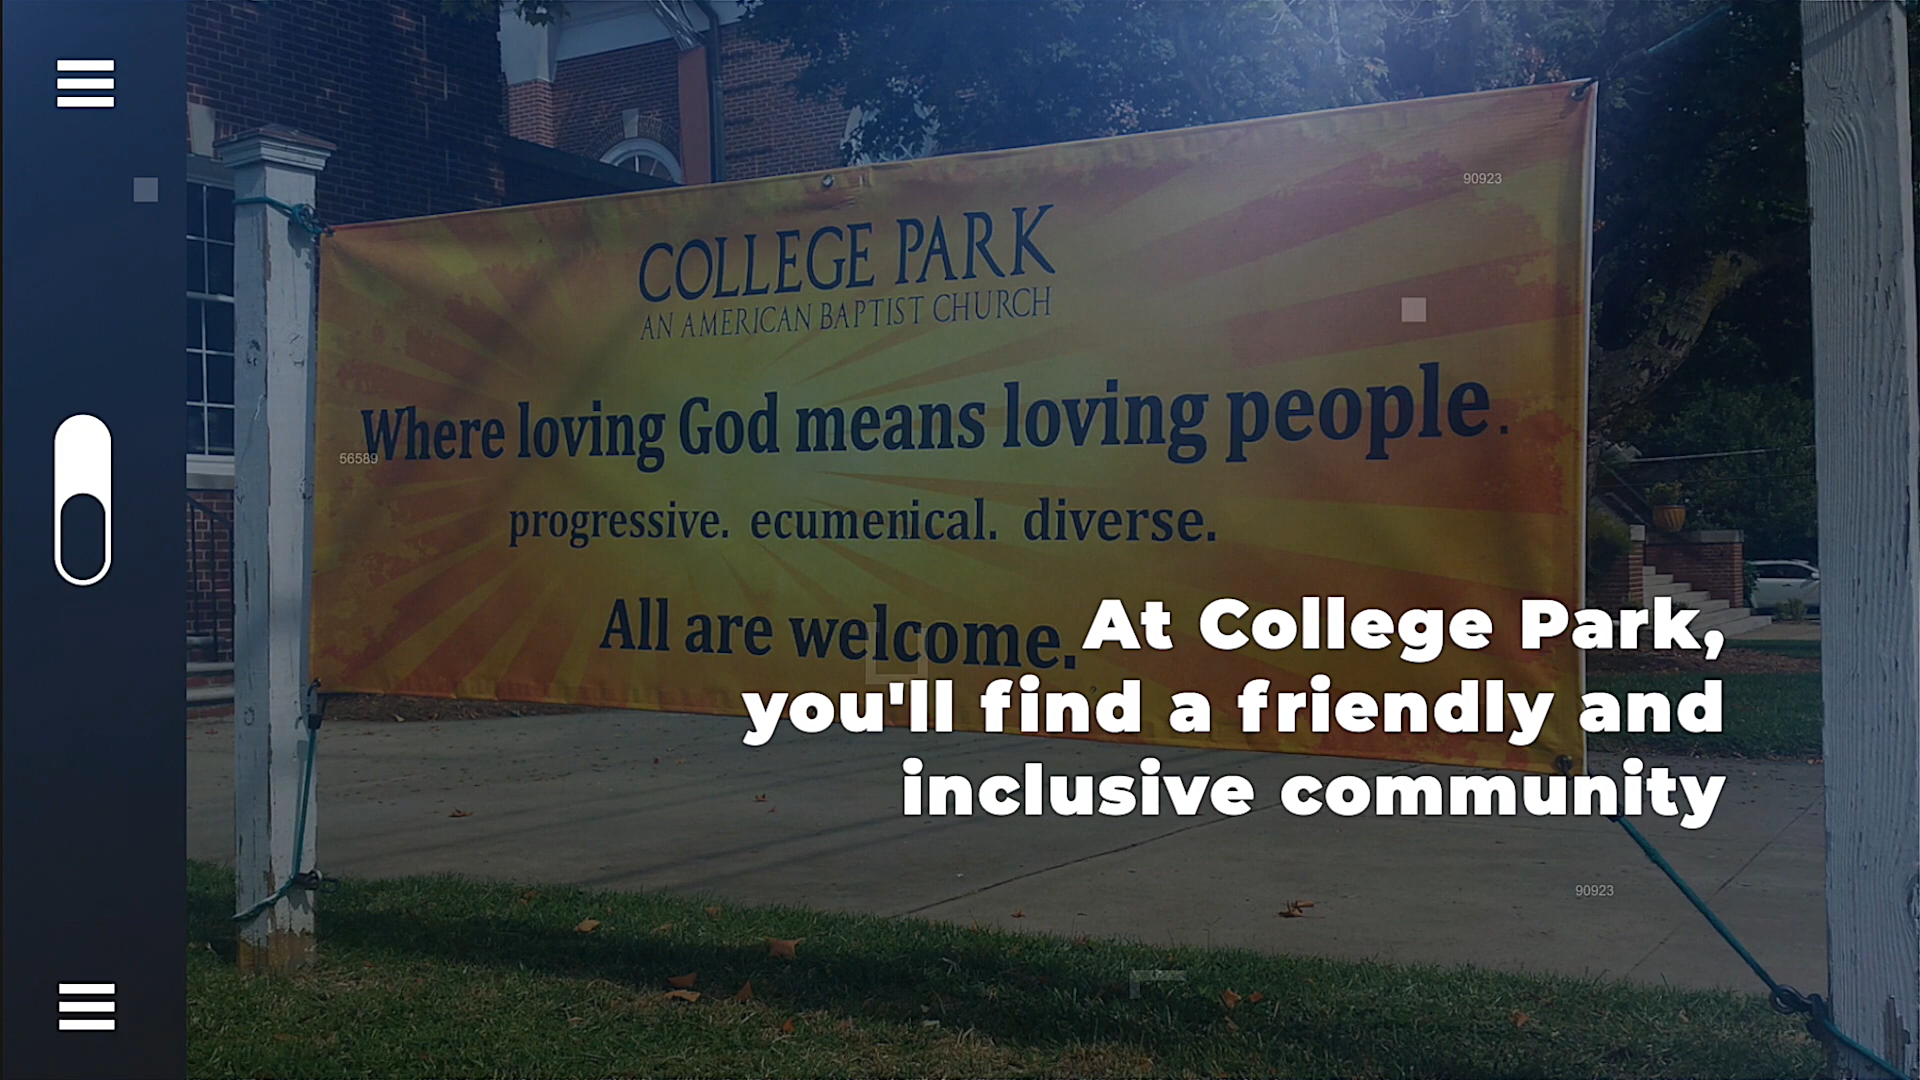 90923
COLLEGE PARK
AN AMERICAN BAPTIST CHURCH
Where loving God means loving people.
56589
progressive. ecumenical. diverse.
All are welcome.
At College Park,
you'll find a friendly and
inclusive community
90923